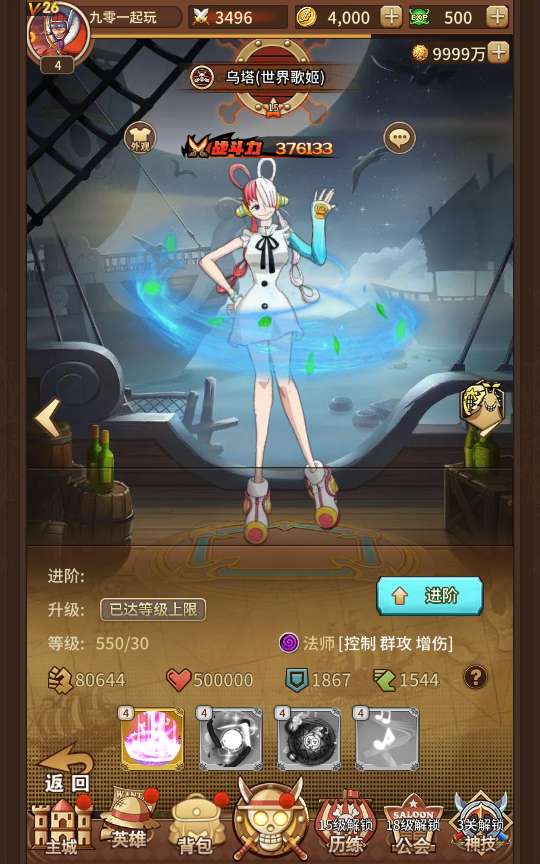 V26
九零一起玩
3496
4,000
EXP
500
4
9999万
乌塔(世界歌姬)
15
外观
战斗力 376133
进阶:
进阶
升级: 已达等级上限
等级: 550/30
法师 [控制 群攻 增伤]
80644
500000
1867
1544
?
4
4
4
4
返回
WANTED
SALOON
15级解锁
18级解锁
3关解锁
主城
英雄
背包
历练
公会
神技